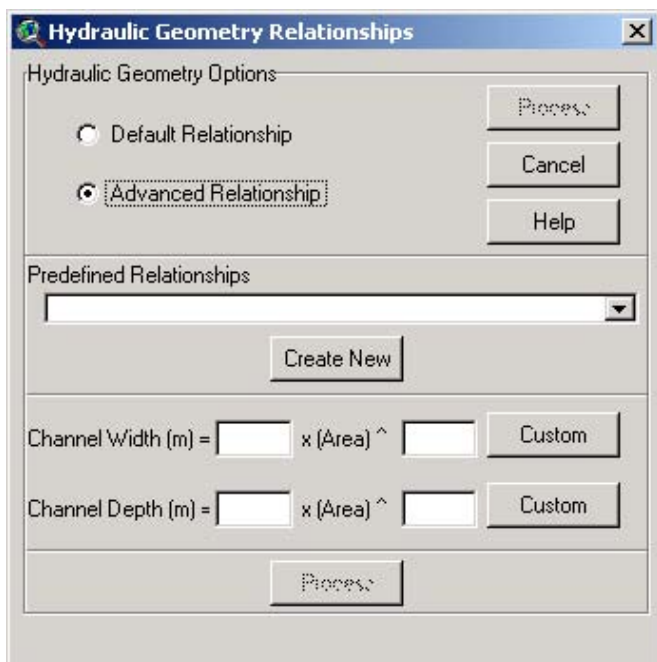 Hydraulic Geometry Relationships
Hydraulic Geometry Options
Process
Default Relationship
Cancel
Advanced Relationship
Help
Predefined Relationships
Create New
Channel Width (m) = x (Area) ^ Custom
Channel Depth (m) = x (Area) ^ Custom
Process